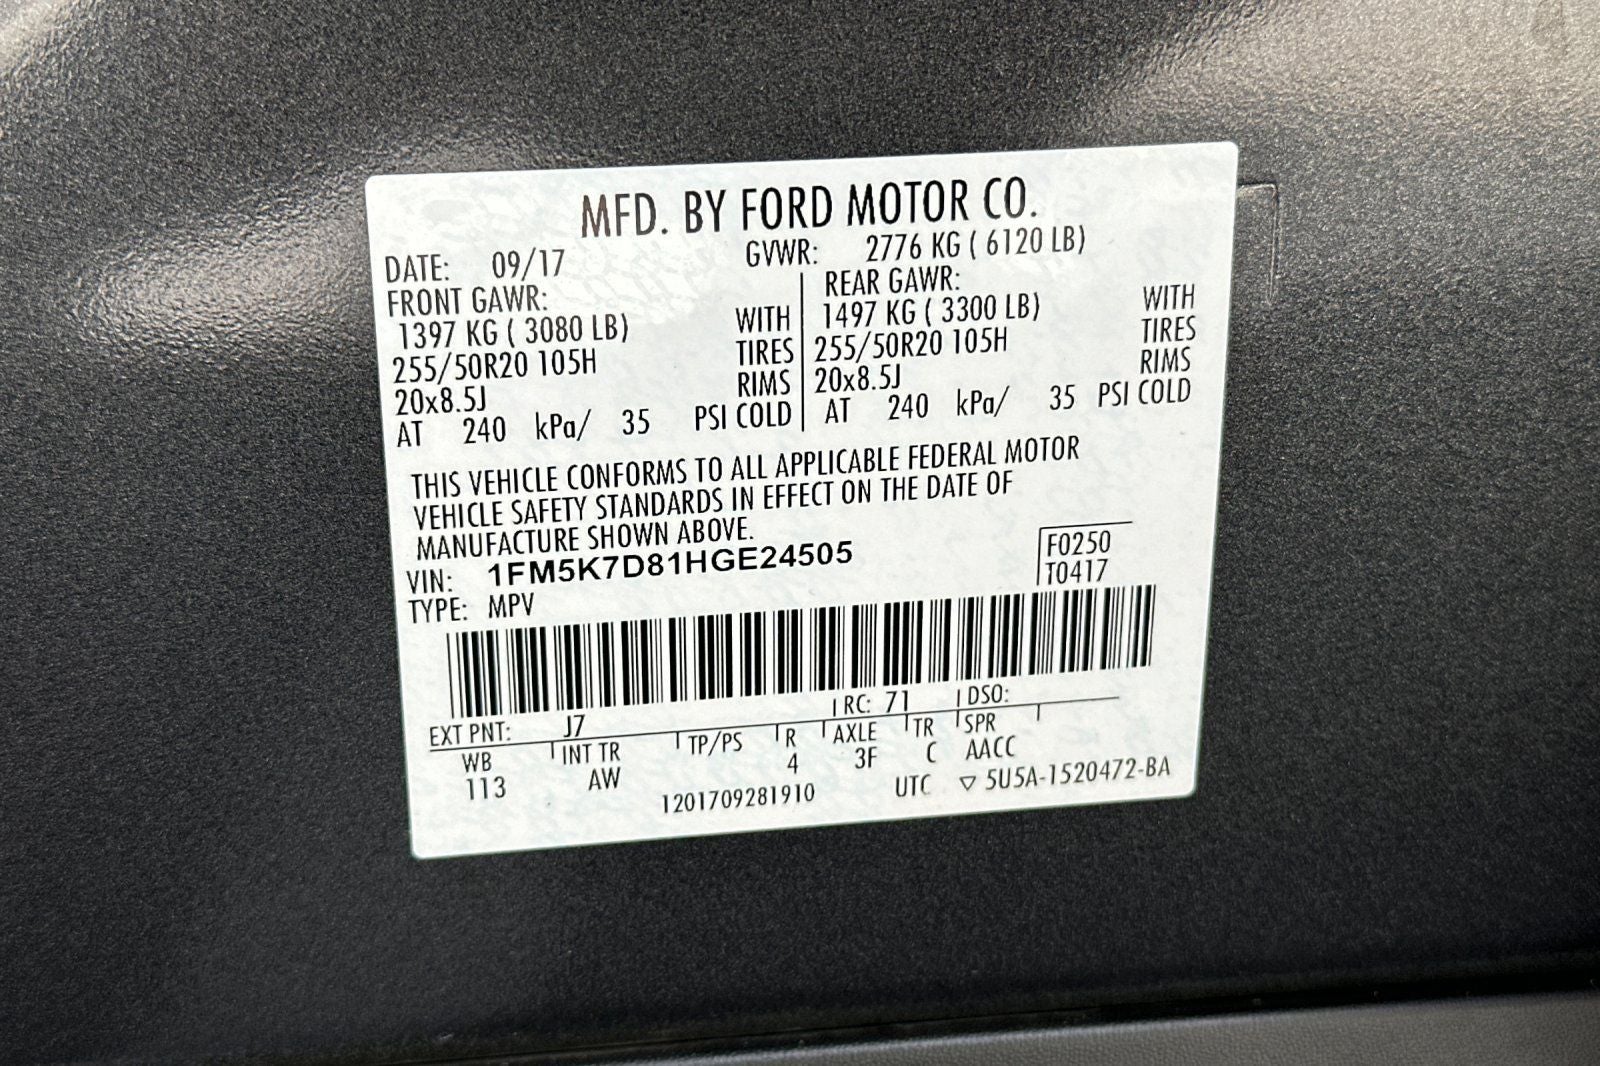 MFD. BY FORD MOTOR CO.
DATE: 09/17 GVWR: 2776 KG ( 6120 LB)
FRONT GAWR: REAR GAWR:
1397 KG ( 3080 LB) WITH 1497 KG ( 3300 LB) WITH
255/50R20 105H TIRES 255/50R20 105H TIRES
20x8.5J RIMS 20x8.5J RIMS
AT 240 kPa/ 35 PSI COLD AT 240 kPa/ 35 PSI COLD
THIS VEHICLE CONFORMS TO ALL APPLICABLE FEDERAL MOTOR
VEHICLE SAFETY STANDARDS IN EFFECT ON THE DATE OF
MANUFACTURE SHOWN ABOVE.
VIN: 1FM5K7D81HGE24505 F0250
TYPE: MPV T0417
EXT PNT: J7 RC: 71 DSO:
WB INT TR TP/PS R AXLE TR SPR
113 AW 4 3F C AACC
1201709281910 UTC ▽ 5U5A-1520472-BA